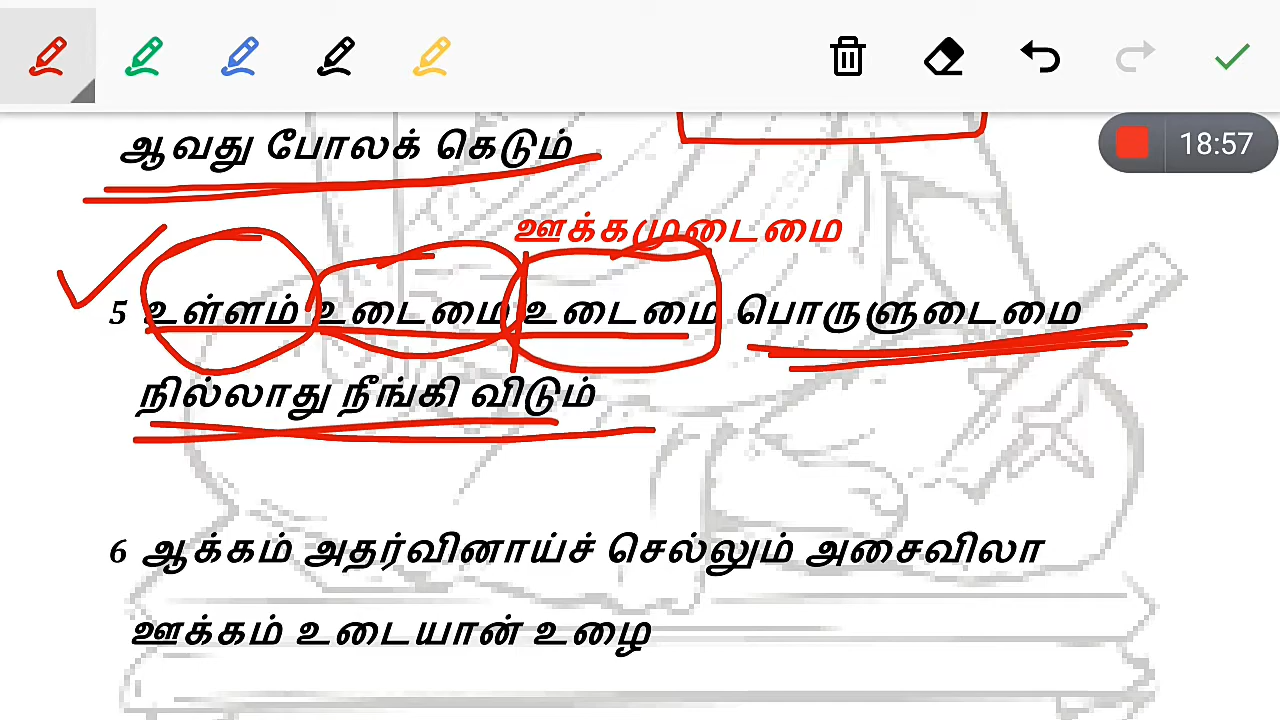 18:57
ஆவது போலக் கெடும்
ஊக்கமுடைமை
5 உள்ளம் உடைமை உடைமை பொருளுடைமை
நில்லாது நீங்கி விடும்
6 ஆக்கம் அதர்வினாய்ச் செல்லும் அசைவிலா
ஊக்கம் உடையான் உழை